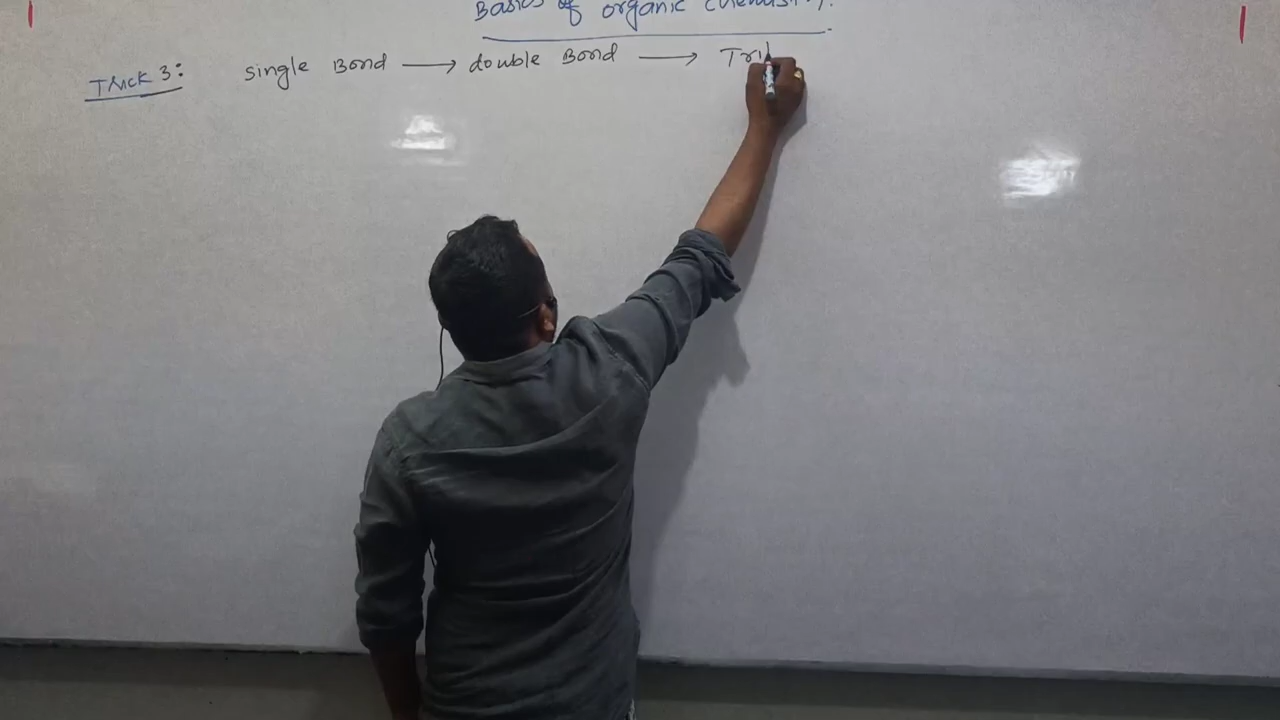 Basics of organic chemistry.
Trick 3: single Bond → double Bond → Tri